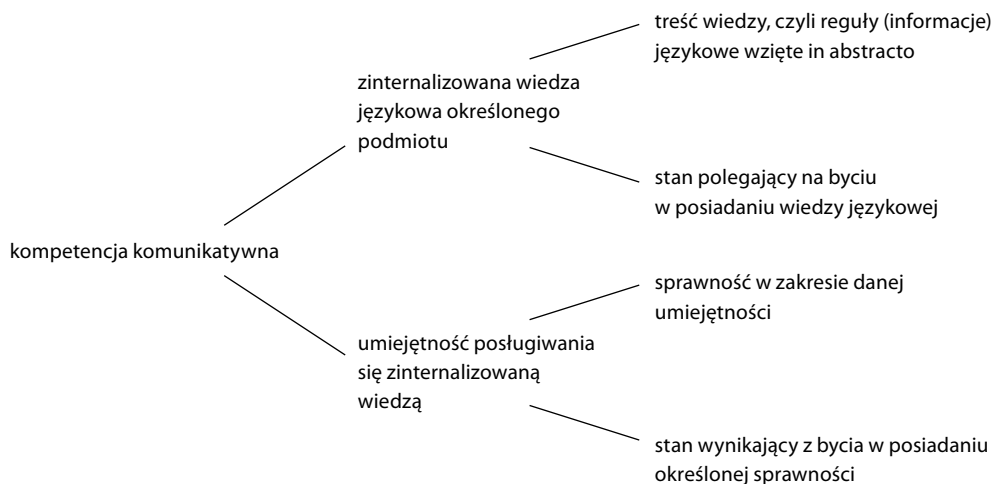 treść wiedzy, czyli reguły (informacje)
językowe wzięte in abstracto
zinternalizowana wiedza
językowa określonego
podmiotu
stan polegający na byciu
w posiadaniu wiedzy językowej
kompetencja komunikatywna
sprawność w zakresie danej
umiejętności
umiejętność posługiwania
się zinternalizowaną
wiedzą
stan wynikający z bycia w posiadaniu
określonej sprawności